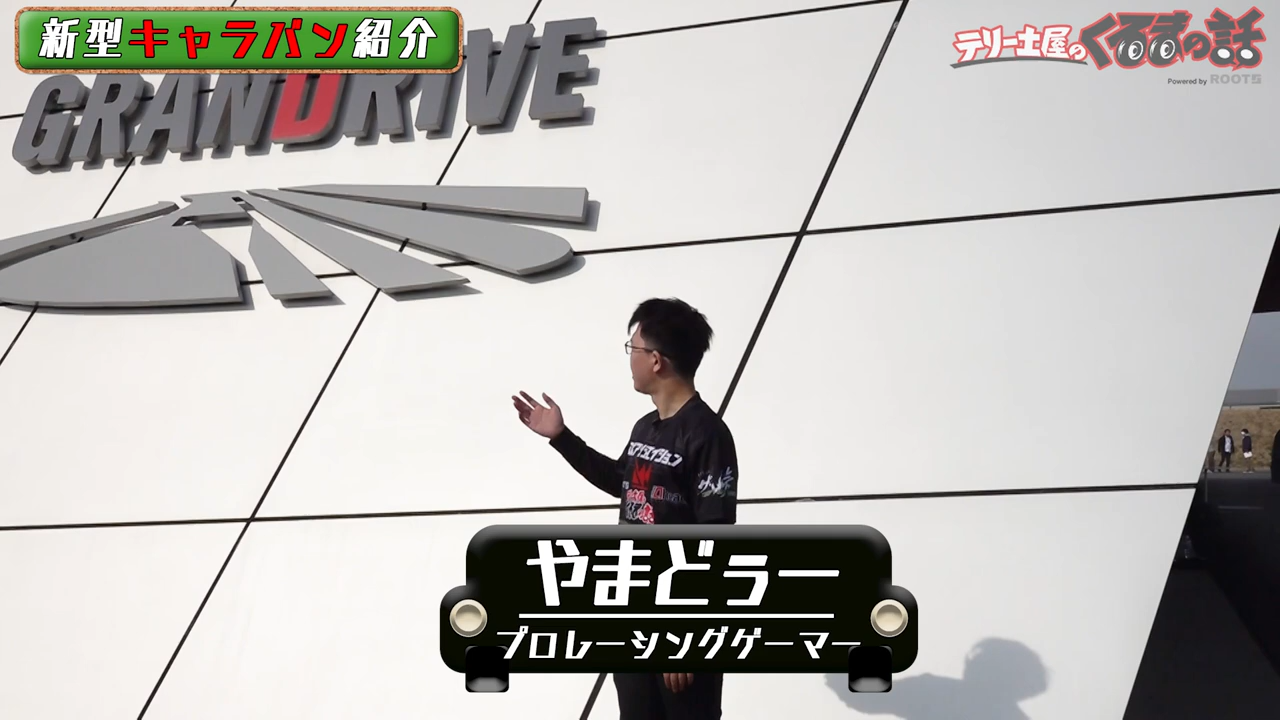 新型キャラバン紹介
テリー土屋のくるまの話
Powered by ROOTS
GRANDRIVE
やまどぅー
プロレーシングゲーマー